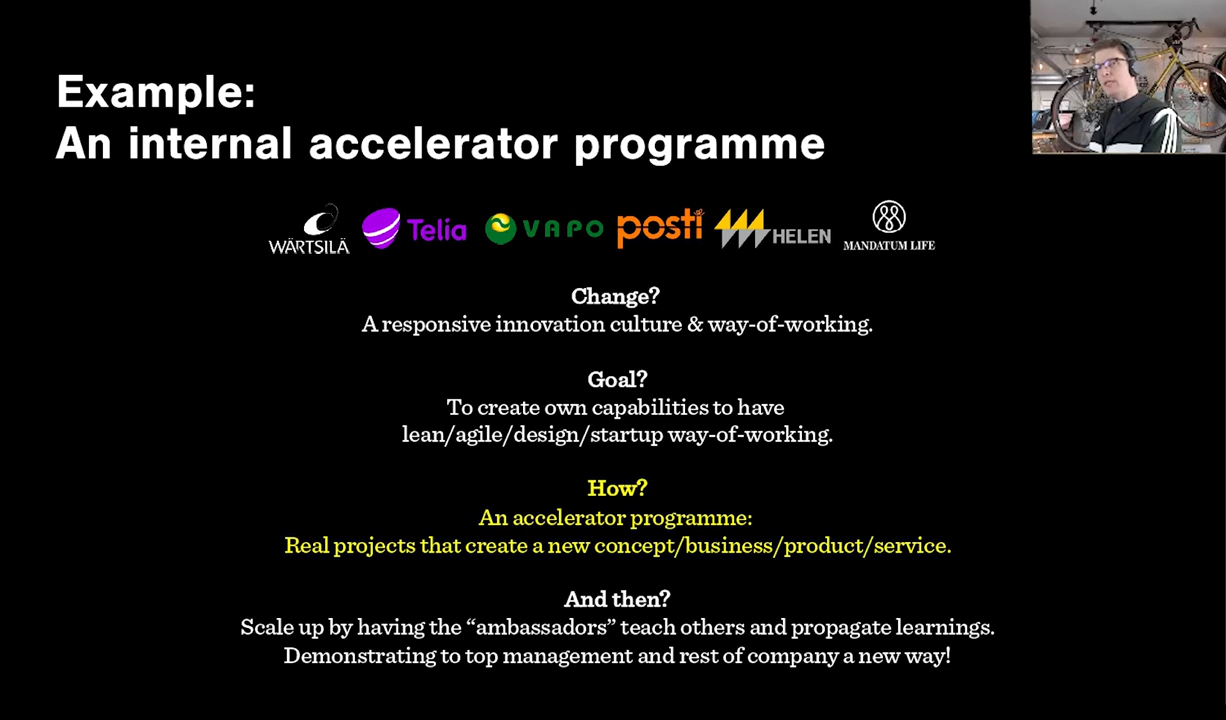 Example:
An internal accelerator programme
WÄRTSILÄ Telia VAPO posti HELEN MANDATUM LIFE
Change?
A responsive innovation culture & way-of-working.
Goal?
To create own capabilities to have
lean/agile/design/startup way-of-working.
How?
An accelerator programme:
Real projects that create a new concept/business/product/service.
And then?
Scale up by having the “ambassadors” teach others and propagate learnings.
Demonstrating to top management and rest of company a new way!